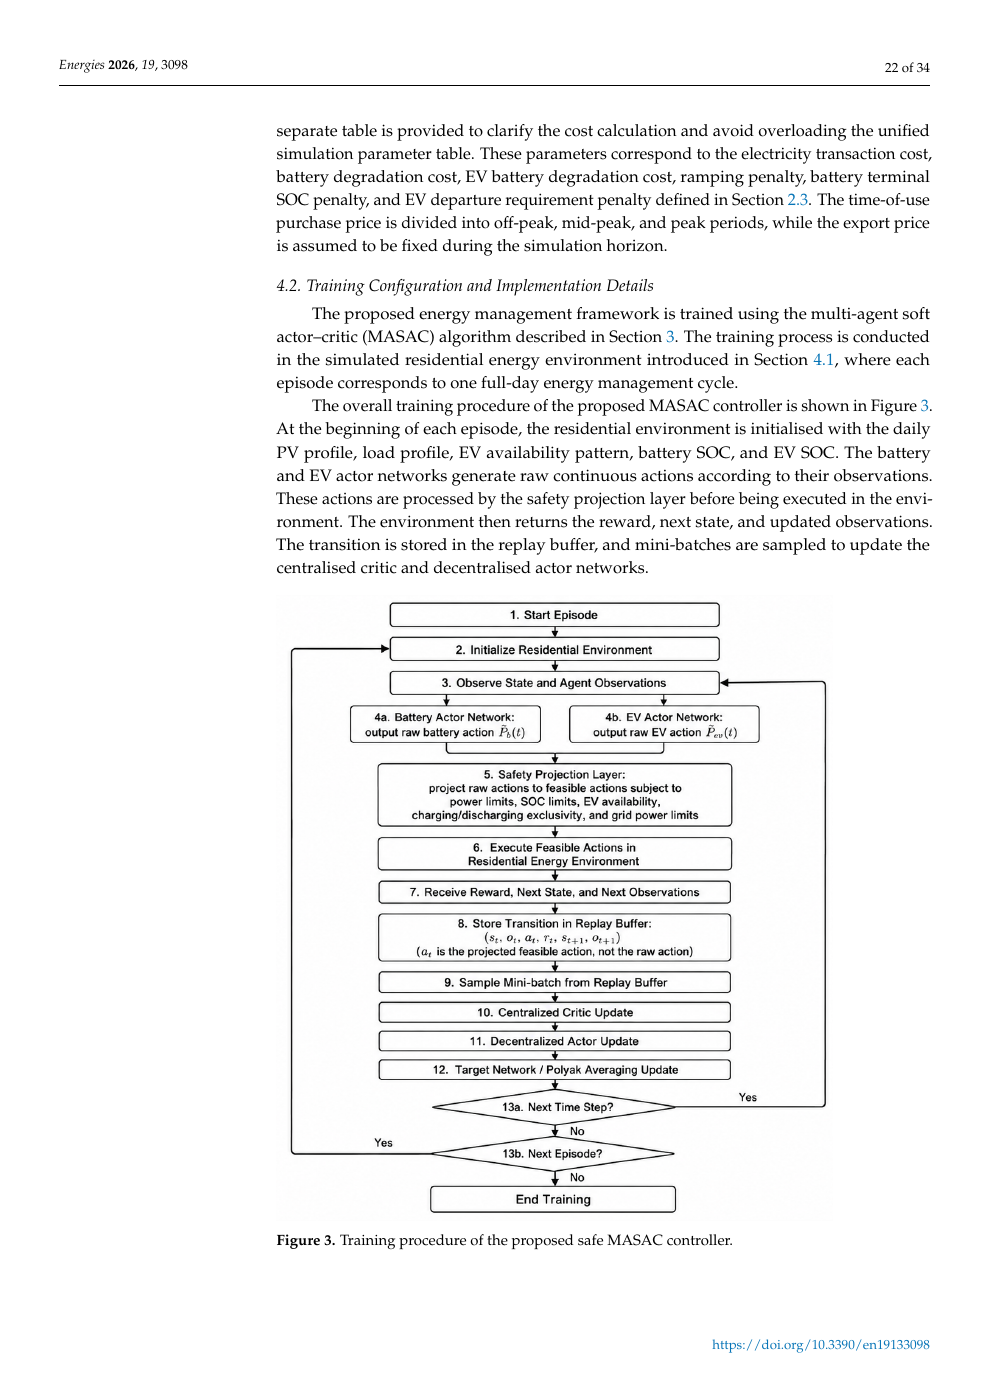 Energies 2026, 19, 3098
22 of 34
separate table is provided to clarify the cost calculation and avoid overloading the unified
simulation parameter table. These parameters correspond to the electricity transaction cost,
battery degradation cost, EV battery degradation cost, ramping penalty, battery terminal
SOC penalty, and EV departure requirement penalty defined in Section 2.3. The time-of-use
purchase price is divided into off-peak, mid-peak, and peak periods, while the export price
is assumed to be fixed during the simulation horizon.
4.2. Training Configuration and Implementation Details
The proposed energy management framework is trained using the multi-agent soft
actor–critic (MASAC) algorithm described in Section 3. The training process is conducted
in the simulated residential energy environment introduced in Section 4.1, where each
episode corresponds to one full-day energy management cycle.
The overall training procedure of the proposed MASAC controller is shown in Figure 3.
At the beginning of each episode, the residential environment is initialised with the daily
PV profile, load profile, EV availability pattern, battery SOC, and EV SOC. The battery
and EV actor networks generate raw continuous actions according to their observations.
These actions are processed by the safety projection layer before being executed in the envi-
ronment. The environment then returns the reward, next state, and updated observations.
The transition is stored in the replay buffer, and mini-batches are sampled to update the
centralised critic and decentralised actor networks.
1. Start Episode
2. Initialize Residential Environment
3. Observe State and Agent Observations
4a. Battery Actor Network:
output raw battery action P̃_b(t)
4b. EV Actor Network:
output raw EV action P̃_ev(t)
5. Safety Projection Layer:
project raw actions to feasible actions subject to
power limits, SOC limits, EV availability,
charging/discharging exclusivity, and grid power limits
6. Execute Feasible Actions in
Residential Energy Environment
7. Receive Reward, Next State, and Next Observations
8. Store Transition in Replay Buffer:
(s_t, o_t, a_t, r_t, s_{t+1}, o_{t+1})
(a_t is the projected feasible action, not the raw action)
9. Sample Mini-batch from Replay Buffer
10. Centralized Critic Update
11. Decentralized Actor Update
12. Target Network / Polyak Averaging Update
13a. Next Time Step?
Yes
No
13b. Next Episode?
Yes
No
End Training
Figure 3. Training procedure of the proposed safe MASAC controller.
https://doi.org/10.3390/en19133098